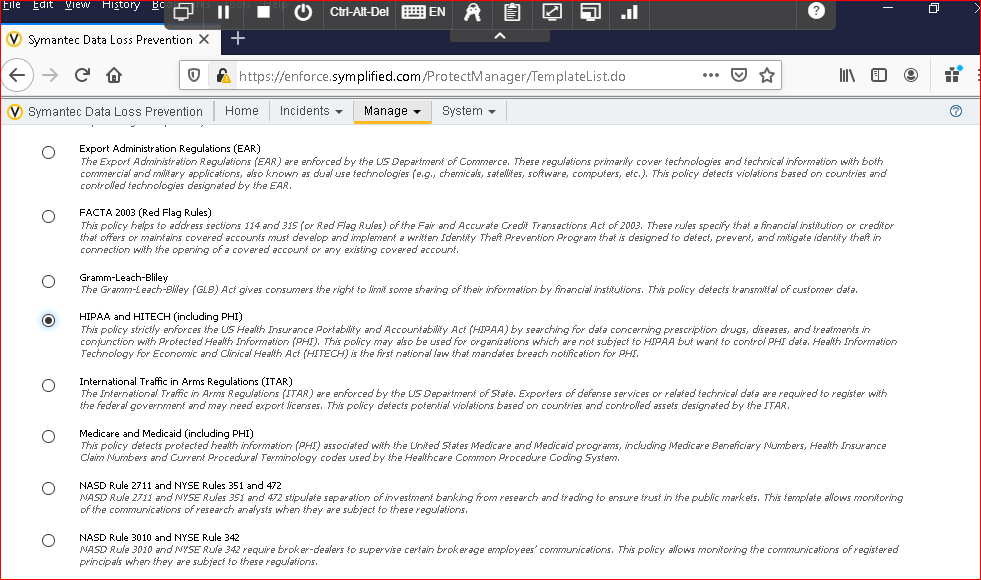 File Edit View History
Ctrl-Alt-Del EN
Symantec Data Loss Prevention
https://enforce.symplified.com/ProtectManager/TemplateList.do
Symantec Data Loss Prevention Home Incidents Manage System
Export Administration Regulations (EAR)
The Export Administration Regulations (EAR) are enforced by the US Department of Commerce. These regulations primarily cover technologies and technical information with both
commercial and military applications, also known as dual use technologies (e.g., chemicals, satellites, software, computers, etc.). This policy detects violations based on countries and
controlled technologies designated by the EAR.
FACTA 2003 (Red Flag Rules)
This policy helps to address sections 114 and 315 (or Red Flag Rules) of the Fair and Accurate Credit Transactions Act of 2003. These rules specify that a financial institution or creditor
that offers or maintains covered accounts must develop and implement a written Identity Theft Prevention Program that is designed to detect, prevent, and mitigate identity theft in
connection with the opening of a covered account or any existing covered account.
Gramm-Leach-Bliley
The Gramm-Leach-Bliley (GLB) Act gives consumers the right to limit some sharing of their information by financial institutions. This policy detects transmittal of customer data.
HIPAA and HITECH (including PHI)
This policy strictly enforces the US Health Insurance Portability and Accountability Act (HIPAA) by searching for data concerning prescription drugs, diseases, and treatments in
conjunction with Protected Health Information (PHI). This policy may also be used for organizations which are not subject to HIPAA but want to control PHI data. Health Information
Technology for Economic and Clinical Health Act (HITECH) is the first national law that mandates breach notification for PHI.
International Traffic in Arms Regulations (ITAR)
The International Traffic in Arms Regulations (ITAR) are enforced by the US Department of State. Exporters of defense services or related technical data are required to register with
the federal government and may need export licenses. This policy detects potential violations based on countries and controlled assets designated by the ITAR.
Medicare and Medicaid (including PHI)
This policy detects protected health information (PHI) associated with the United States Medicare and Medicaid programs, including Medicare Beneficiary Numbers, Health Insurance
Claim Numbers and Current Procedural Terminology codes used by the Healthcare Common Procedure Coding System.
NASD Rule 2711 and NYSE Rules 351 and 472
NASD Rule 2711 and NYSE Rules 351 and 472 stipulate separation of investment banking from research and trading to ensure trust in the public markets. This template allows monitoring
of the communications of research analysts when they are subject to these regulations.
NASD Rule 3010 and NYSE Rule 342
NASD Rule 3010 and NYSE Rule 342 require broker-dealers to supervise certain brokerage employees' communications. This policy allows monitoring the communications of registered
principals when they are subject to these regulations.